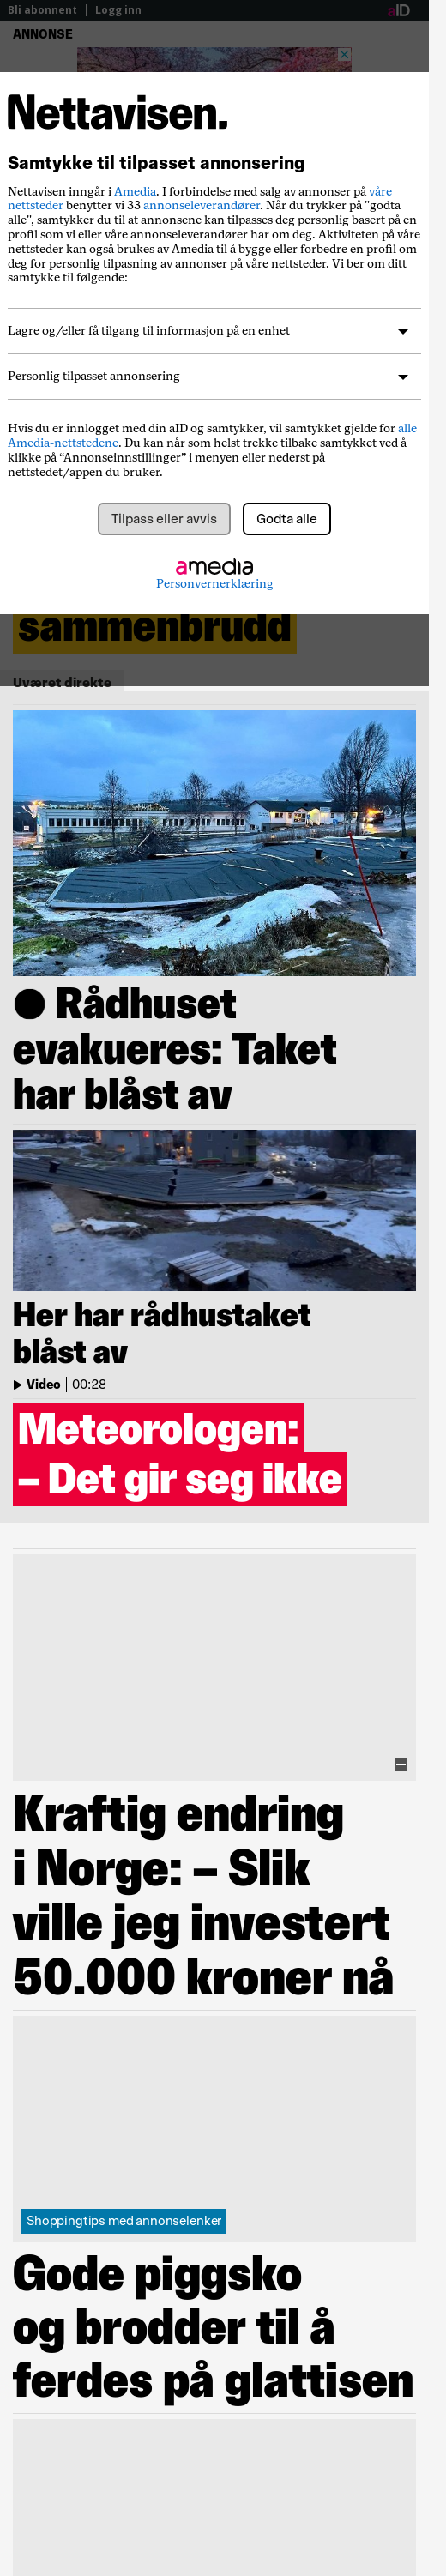 Bli abonnent
Logg inn
aID
ANNONSE
Nettavisen.
Samtykke til tilpasset annonsering
Nettavisen inngår i Amedia. I forbindelse med salg av annonser på våre
nettsteder benytter vi 33 annonseleverandører. Når du trykker på "godta
alle", samtykker du til at annonsene kan tilpasses deg personlig basert på en
profil som vi eller våre annonseleverandører har om deg. Aktiviteten på våre
nettsteder kan også brukes av Amedia til å bygge eller forbedre en profil om
deg for personlig tilpasning av annonser på våre nettsteder. Vi ber om ditt
samtykke til følgende:
Lagre og/eller få tilgang til informasjon på en enhet
Personlig tilpasset annonsering
Hvis du er innlogget med din aID og samtykker, vil samtykket gjelde for alle
Amedia-nettstedene. Du kan når som helst trekke tilbake samtykket ved å
klikke på “Annonseinnstillinger” i menyen eller nederst på
nettstedet/appen du bruker.
Tilpass eller avvis
Godta alle
amedia
Personvernerklæring
sammenbrudd
Uværet direkte
Rådhuset
evakueres: Taket
har blåst av
Her har rådhustaket
blåst av
Video
00:28
Meteorologen:
– Det gir seg ikke
Kraftig endring
i Norge: – Slik
ville jeg investert
50.000 kroner nå
Shoppingtips med annonselenker
Gode piggsko
og brodder til å
ferdes på glattisen